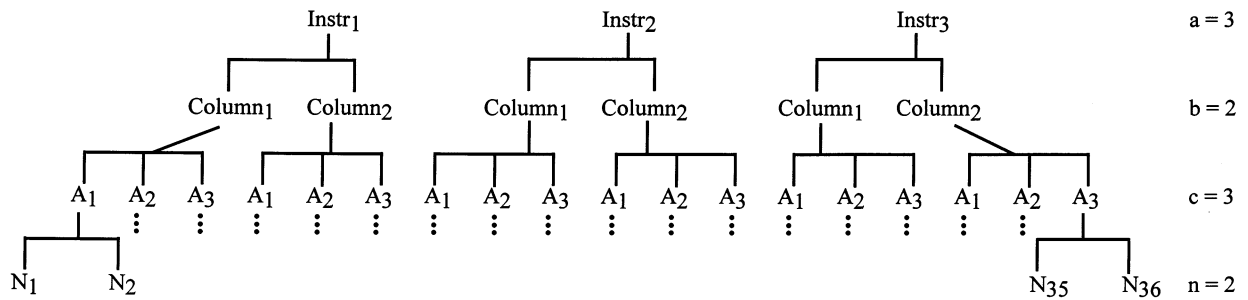 Instr1 Instr2 Instr3 a = 3
Column1 Column2 Column1 Column2 Column1 Column2 b = 2
A1 A2 A3 A1 A2 A3 A1 A2 A3 A1 A2 A3 A1 A2 A3 A1 A2 A3 c = 3
N1 N2 N35 N36 n = 2